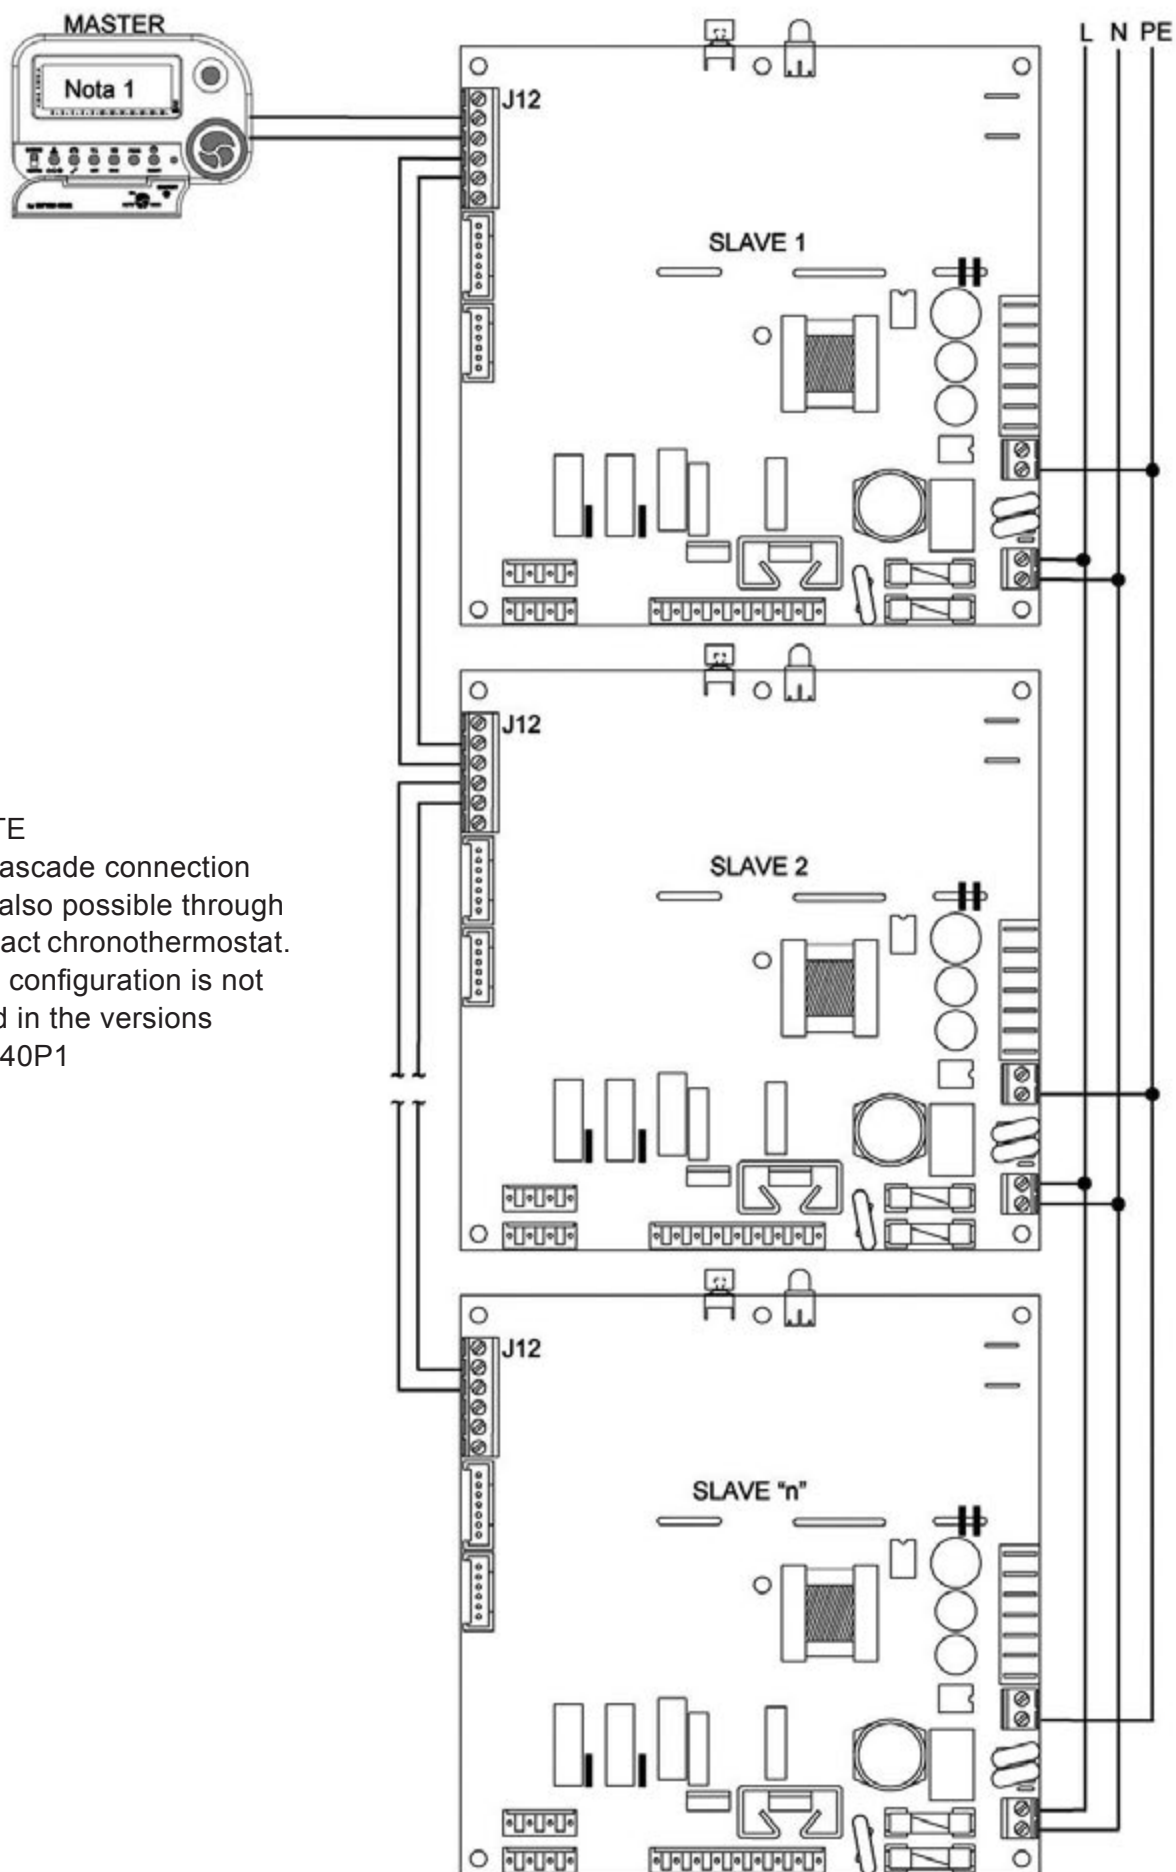 MASTER
L N PE
Nota 1
J12
SLAVE 1
J12
TE
ascade connection
also possible through
act chronothermostat.
configuration is not
d in the versions
40P1
SLAVE 2
J12
SLAVE "n"